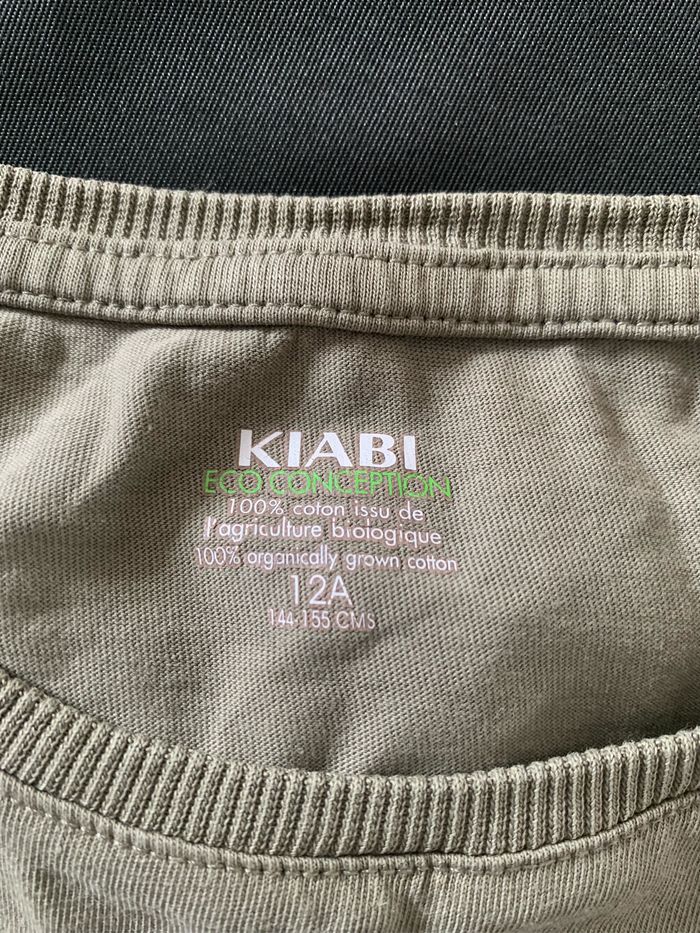 KIABI
ECO CONCEPTION
100% coton issu de
l'agriculture biologique
100% organically grown cotton
12A
144-155 CMS